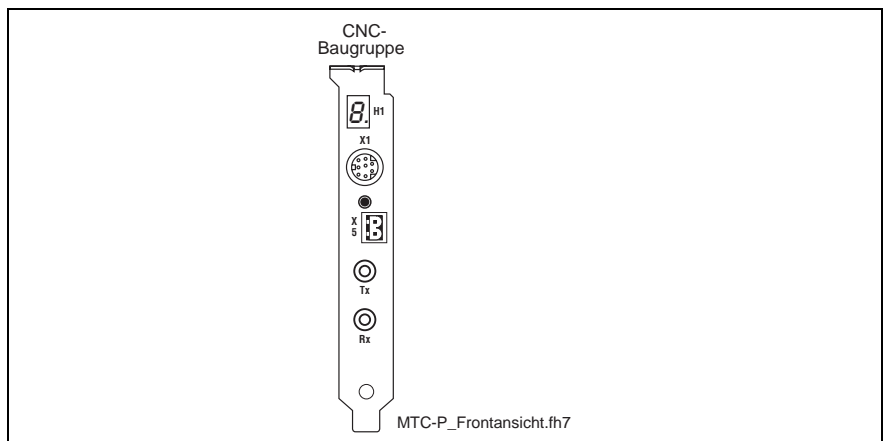 CNC-
Baugruppe
8.
H1
X1
X
5
Tx
Rx
MTC-P_Frontansicht.fh7